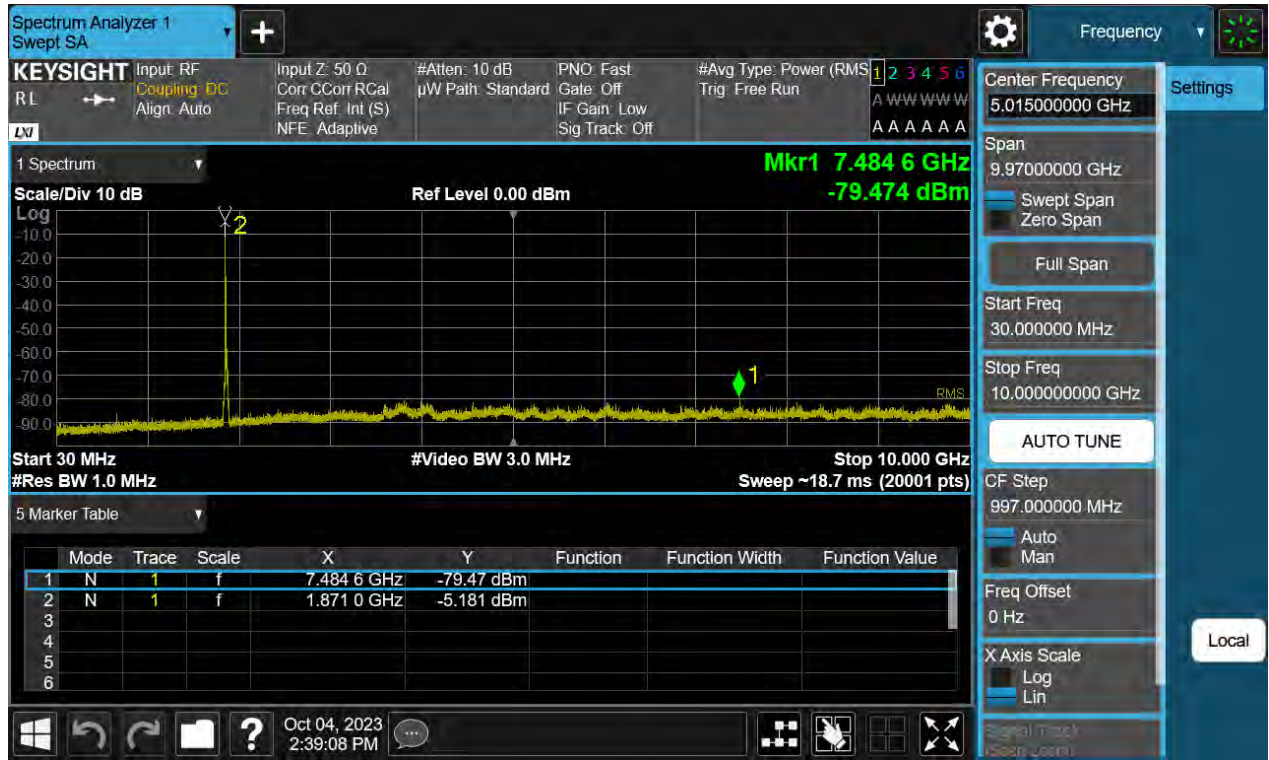 Spectrum Analyzer 1
Swept SA
+
Frequency
KEYSIGHT
RL
LXI
Input: RF
Coupling: DC
Align: Auto
Input Z: 50 Ω
Corr CCorr RCal
Freq Ref: Int (S)
NFE: Adaptive
#Atten: 10 dB
µW Path: Standard
PNO: Fast
Gate: Off
IF Gain: Low
Sig Track: Off
#Avg Type: Power (RMS
Trig: Free Run
1 2 3 4 5 6
A W W W W W
A A A A A A
1 Spectrum
Mkr1 7.484 6 GHz
-79.474 dBm
Scale/Div 10 dB
Ref Level 0.00 dBm
Log
2
-10.0
-20.0
-30.0
-40.0
-50.0
-60.0
-70.0
1
-80.0
RMS
-90.0
Start 30 MHz
#Video BW 3.0 MHz
Stop 10.000 GHz
#Res BW 1.0 MHz
Sweep ~18.7 ms (20001 pts)
5 Marker Table
Mode Trace Scale X Y Function Function Width Function Value
1 N 1 f 7.484 6 GHz -79.47 dBm
2 N 1 f 1.871 0 GHz -5.181 dBm
3
4
5
6
?
Oct 04, 2023
2:39:08 PM
Center Frequency
5.015000000 GHz
Span
9.97000000 GHz
Swept Span
Zero Span
Full Span
Start Freq
30.000000 MHz
Stop Freq
10.000000000 GHz
AUTO TUNE
CF Step
997.000000 MHz
Auto
Man
Freq Offset
0 Hz
X Axis Scale
Log
Lin
Signal Track
(Span Zoom)
Settings
Local